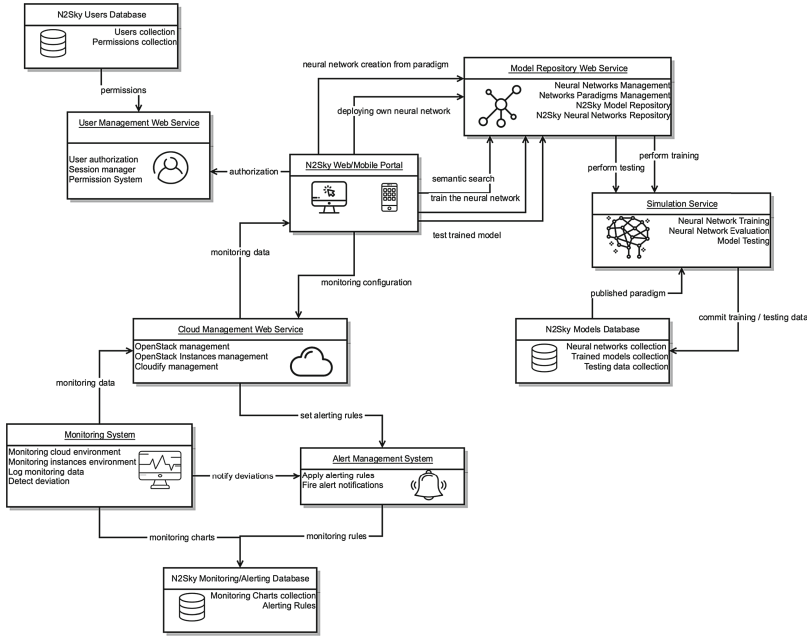 N2Sky Users Database
Users collection
Permissions collection
permissions
User Management Web Service
User authorization
Session manager
Permission System
authorization
neural network creation from paradigm
deploying own neural network
Model Repository Web Service
Neural Networks Management
Networks Paradigms Management
N2Sky Model Repository
N2Sky Neural Networks Repository
N2Sky Web/Mobile Portal
semantic search
train the neural network
test trained model
perform training
perform testing
Simulation Service
Neural Network Training
Neural Network Evaluation
Model Testing
monitoring data
monitoring configuration
published paradigm
commit training / testing data
Cloud Management Web Service
OpenStack management
OpenStack Instances management
Cloudify management
N2Sky Models Database
Neural networks collection
Trained models collection
Testing data collection
monitoring data
set alerting rules
Monitoring System
Monitoring cloud environment
Monitoring instances environment
Log monitoring data
Detect deviation
notify deviations
Alert Management System
Apply alerting rules
Fire alert notifications
monitoring charts
monitoring rules
N2Sky Monitoring/Alerting Database
Monitoring Charts collection
Alerting Rules